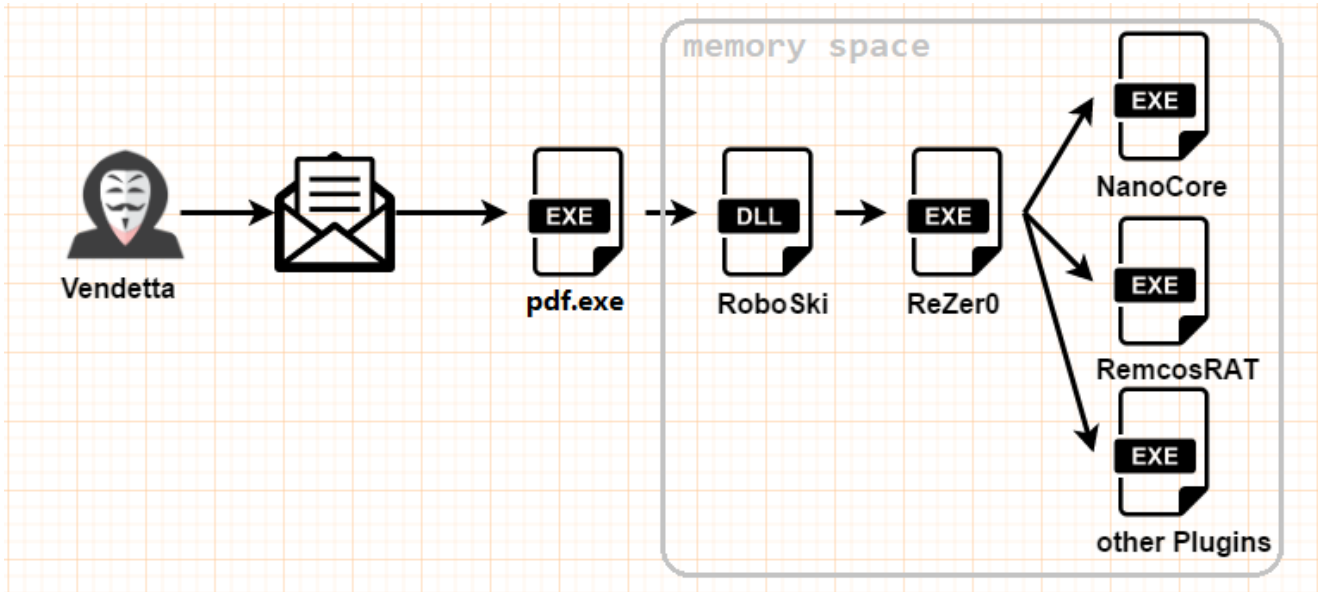 memory space
EXE
NanoCore
Vendetta
EXE
pdf.exe
DLL
RoboSki
EXE
ReZer0
EXE
RemcosRAT
EXE
other Plugins